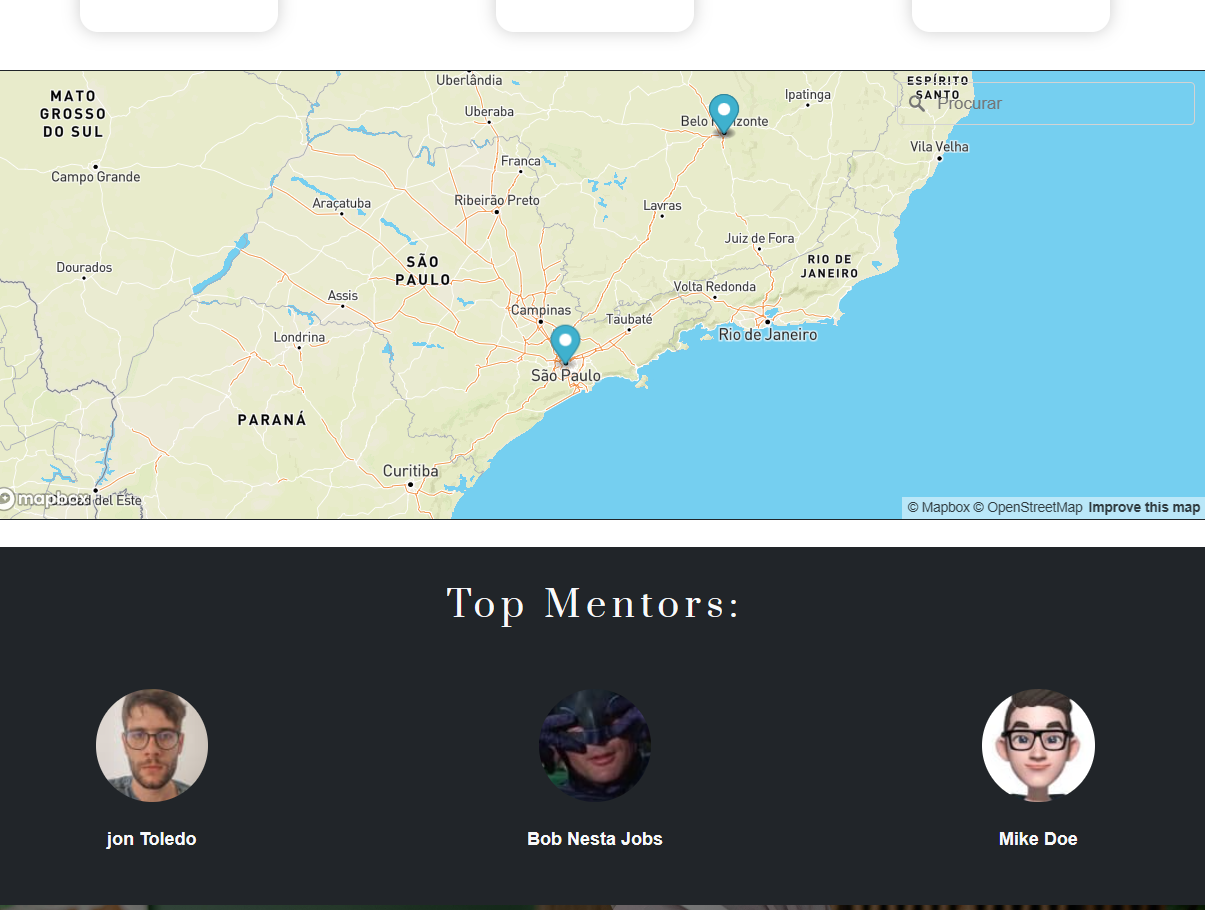 Uberlândia
ESPÍRITO
SANTO
MATO
GROSSO
DO SUL
Ipatinga
Procurar
Uberaba
Belo
Vila Velha
Franca
Campo Grande
Araçatuba
Ribeirão Preto
Lavras
Juiz de Fora
SÃO
PAULO
RIO DE
JANEIRO
Dourados
Assis
Volta Redonda
Campinas
Taubaté
Londrina
Rio de Janeiro
São Paulo
PARANÁ
Curitiba
mapbox
del Este
© Mapbox © OpenStreetMap Improve this map
Top Mentors:
jon Toledo
Bob Nesta Jobs
Mike Doe